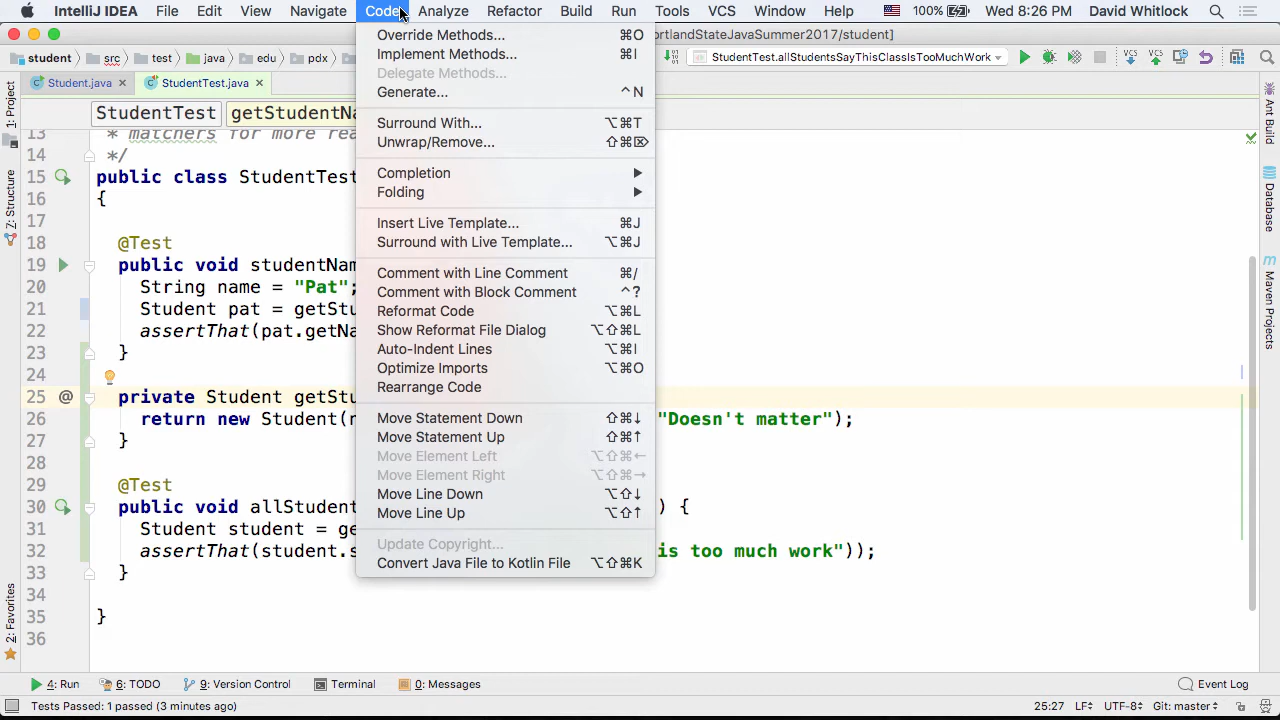 IntelliJ IDEA File Edit View Navigate Code Analyze Refactor Build Run Tools VCS Window Help 100% Wed 8:26 PM David Whitlock
ortlandStateJavaSummer2017/student]
student src test java edu pdx StudentTest.allStudentsSayThisClassIsTooMuchWork VCS VCS
Student.java StudentTest.java
StudentTest getStudentNa
13 * matchers for more rea
14 */
15 public class StudentTest
16 {
17
18 @Test
19 public void studentNam
20 String name = "Pat";
21 Student pat = getStu
22 assertThat(pat.getNa
23 }
24
25 @ private Student getStu
26 return new Student(n "Doesn't matter");
27 }
28
29 @Test
30 public void allStudent ) {
31 Student student = ge
32 assertThat(student.s is too much work"));
33 }
34
35 }
36
Override Methods... ⌘O
Implement Methods... ⌘I
Delegate Methods...
Generate... ^N
Surround With... ⌥⌘T
Unwrap/Remove... ⇧⌘⌦
Completion
Folding
Insert Live Template... ⌘J
Surround with Live Template... ⌥⌘J
Comment with Line Comment ⌘/
Comment with Block Comment ^?
Reformat Code ⌥⌘L
Show Reformat File Dialog ⌥⇧⌘L
Auto-Indent Lines ⌥⌘I
Optimize Imports ⌥⌘O
Rearrange Code
Move Statement Down ⇧⌘↓
Move Statement Up ⇧⌘↑
Move Element Left ⌥⇧⌘←
Move Element Right ⌥⇧⌘→
Move Line Down ⌥⇧↓
Move Line Up ⌥⇧↑
Update Copyright...
Convert Java File to Kotlin File ⌥⇧⌘K
1: Project
Z: Structure
2: Favorites
Ant Build
Database
Maven Projects
4: Run 6: TODO 9: Version Control Terminal 0: Messages Event Log
Tests Passed: 1 passed (3 minutes ago) 25:27 LF UTF-8 Git: master